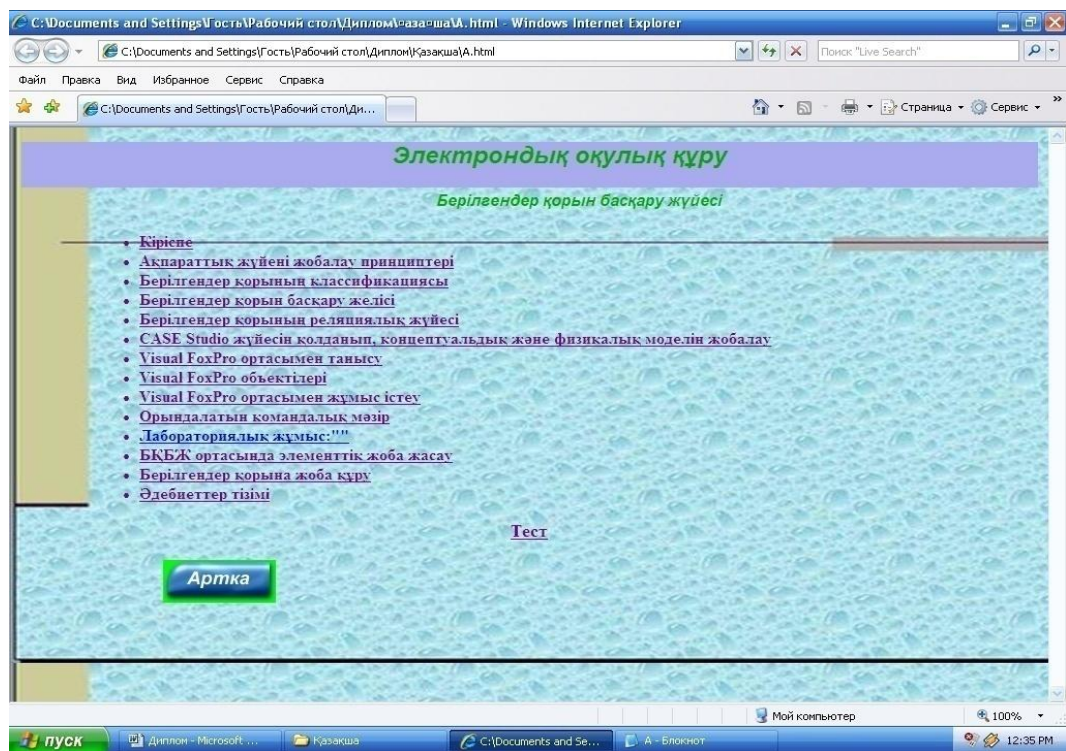 C:\Documents and Settings\Гость\Рабочий стол\Диплом\¤аза¤ша\A.html - Windows Internet Explorer
C:\Documents and Settings\Гость\Рабочий стол\Диплом\Қазақша\A.html
Поиск "Live Search"
Файл Правка Вид Избранное Сервис Справка
C:\Documents and Settings\Гость\Рабочий стол\Ди...
Страница Сервис »
Электрондық оқулық құру
Берілгендер қорын басқару жүйесі
Кіріспе
Ақпараттық жүйені жобалау принциптері
Берілгендер қорының классификациясы
Берілгендер қорын басқару желісі
Берілгендер қорының реляциялық жүйесі
CASE Studio жүйесін қолданып, концептуальдық және физикалық моделін жобалау
Visual FoxPro ортасымен танысу
Visual FoxPro объектілері
Visual FoxPro ортасымен жұмыс істеу
Орындалатын командалық мәзір
Лабораториялық жұмыс:""
БҚБЖ ортасында элементтік жоба жасау
Берілгендер қорына жоба құру
Әдебиеттер тізімі
Тест
Артка
Мой компьютер 100%
пуск Диплом - Microsoft ... Қазақша C:\Documents and Se... A - Блокнот 12:35 PM